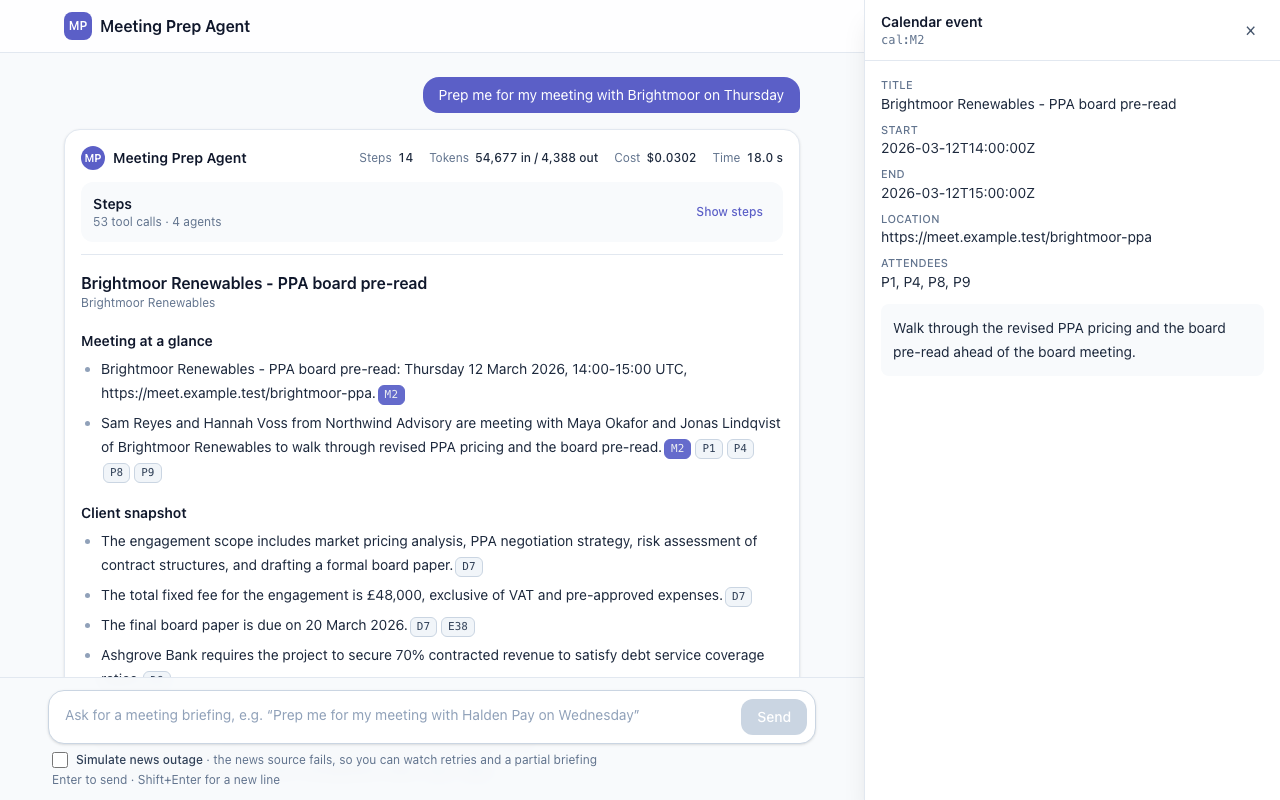 MP Meeting Prep Agent
Prep me for my meeting with Brightmoor on Thursday
MP Meeting Prep Agent Steps 14 Tokens 54,677 in / 4,388 out Cost $0.0302 Time 18.0 s
Steps
53 tool calls · 4 agents
Show steps
Brightmoor Renewables - PPA board pre-read
Brightmoor Renewables
Meeting at a glance
Brightmoor Renewables - PPA board pre-read: Thursday 12 March 2026, 14:00-15:00 UTC,
https://meet.example.test/brightmoor-ppa. M2
Sam Reyes and Hannah Voss from Northwind Advisory are meeting with Maya Okafor and Jonas Lindqvist
of Brightmoor Renewables to walk through revised PPA pricing and the board pre-read. M2 P1 P4
P8 P9
Client snapshot
The engagement scope includes market pricing analysis, PPA negotiation strategy, risk assessment of
contract structures, and drafting a formal board paper. D7
The total fixed fee for the engagement is £48,000, exclusive of VAT and pre-approved expenses. D7
The final board paper is due on 20 March 2026. D7 E38
Ashgrove Bank requires the project to secure 70% contracted revenue to satisfy debt service coverage
Ask for a meeting briefing, e.g. “Prep me for my meeting with Halden Pay on Wednesday”
Send
Simulate news outage · the news source fails, so you can watch retries and a partial briefing
Enter to send · Shift+Enter for a new line
Calendar event
cal:M2
×
TITLE
Brightmoor Renewables - PPA board pre-read
START
2026-03-12T14:00:00Z
END
2026-03-12T15:00:00Z
LOCATION
https://meet.example.test/brightmoor-ppa
ATTENDEES
P1, P4, P8, P9
Walk through the revised PPA pricing and the board
pre-read ahead of the board meeting.